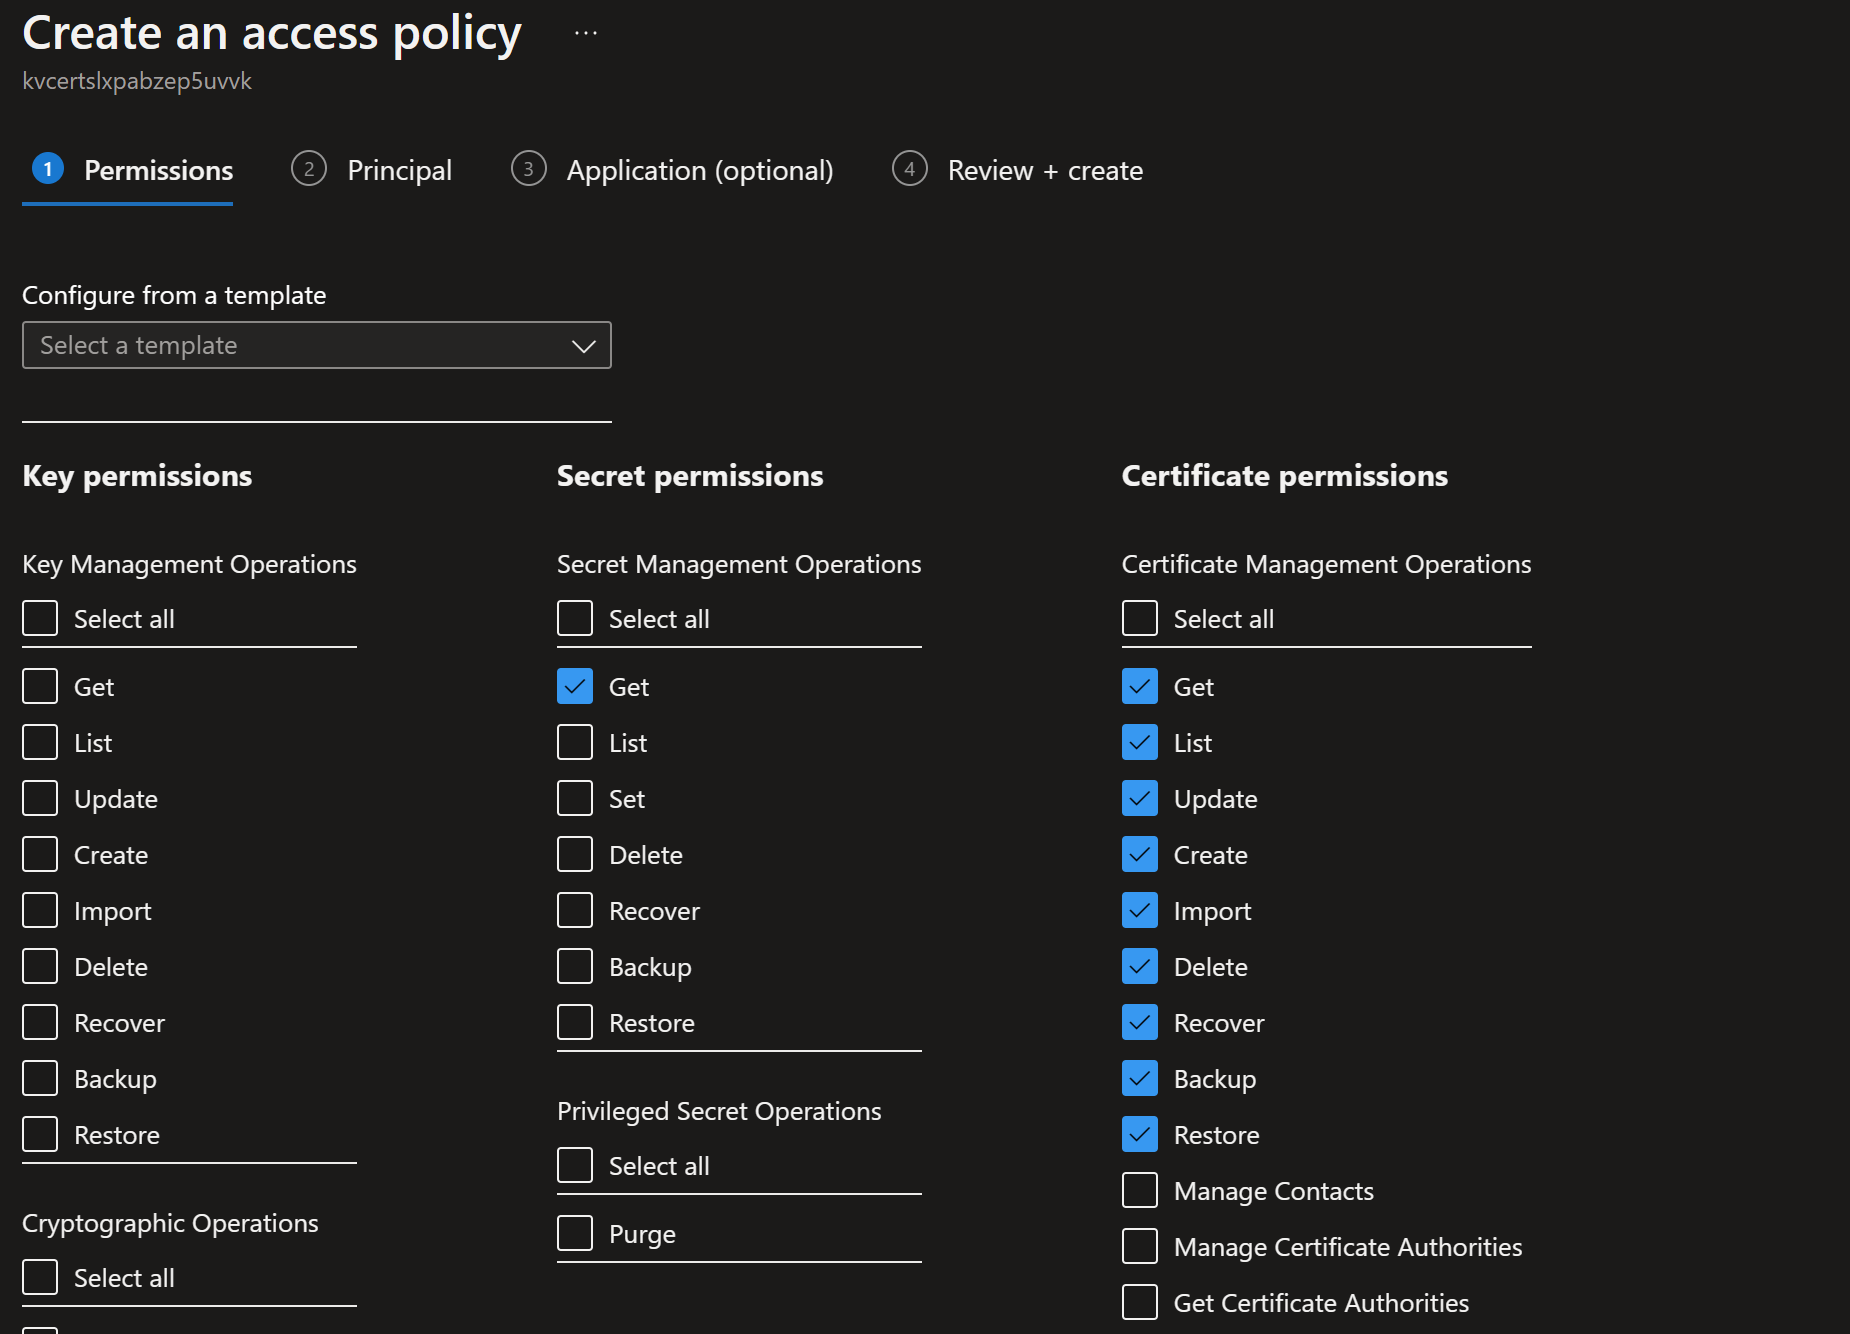 Create an access policy ...
kvcertslxpabzep5uvvk
1 Permissions
2 Principal
3 Application (optional)
4 Review + create
Configure from a template
Select a template
Key permissions
Key Management Operations
Select all
Get
List
Update
Create
Import
Delete
Recover
Backup
Restore
Cryptographic Operations
Select all
Secret permissions
Secret Management Operations
Select all
Get
List
Set
Delete
Recover
Backup
Restore
Privileged Secret Operations
Select all
Purge
Certificate permissions
Certificate Management Operations
Select all
Get
List
Update
Create
Import
Delete
Recover
Backup
Restore
Manage Contacts
Manage Certificate Authorities
Get Certificate Authorities